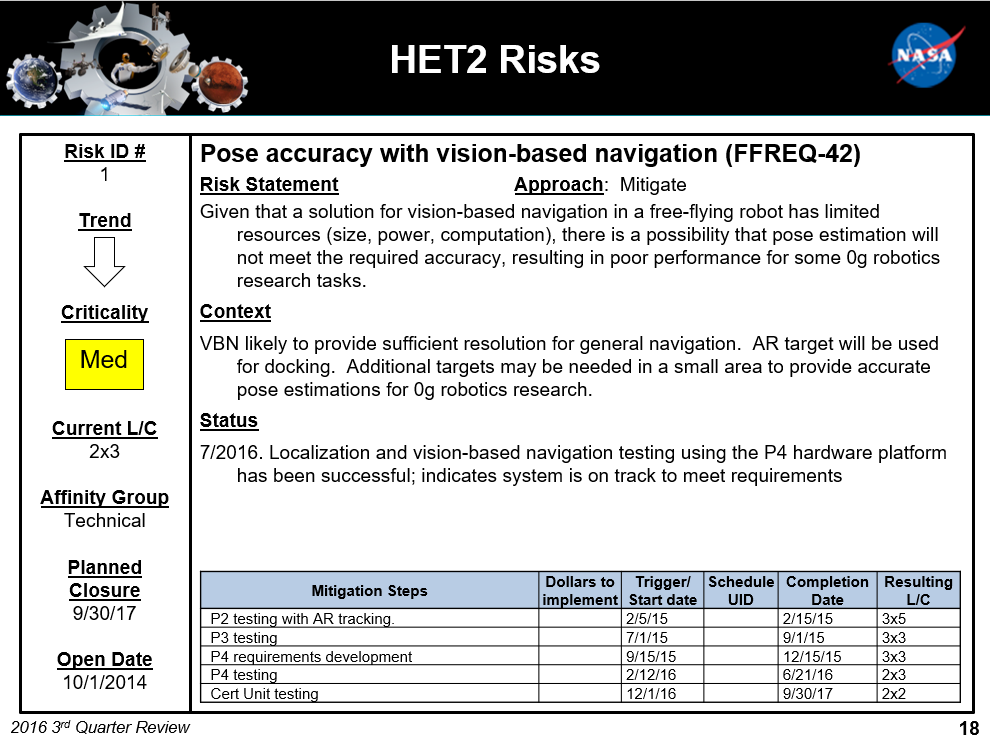 HET2 Risks
NASA
Risk ID #
1
Trend
Criticality
Med
Current L/C
2x3
Affinity Group
Technical
Planned
Closure
9/30/17
Open Date
10/1/2014
Pose accuracy with vision-based navigation (FFREQ-42)
Risk Statement Approach: Mitigate
Given that a solution for vision-based navigation in a free-flying robot has limited
resources (size, power, computation), there is a possibility that pose estimation will
not meet the required accuracy, resulting in poor performance for some 0g robotics
research tasks.
Context
VBN likely to provide sufficient resolution for general navigation. AR target will be used
for docking. Additional targets may be needed in a small area to provide accurate
pose estimations for 0g robotics research.
Status
7/2016. Localization and vision-based navigation testing using the P4 hardware platform
has been successful; indicates system is on track to meet requirements
Mitigation Steps Dollars to implement Trigger/ Start date Schedule UID Completion Date Resulting L/C
P2 testing with AR tracking. 2/5/15 2/15/15 3x5
P3 testing 7/1/15 9/1/15 3x3
P4 requirements development 9/15/15 12/15/15 3x3
P4 testing 2/12/16 6/21/16 2x3
Cert Unit testing 12/1/16 9/30/17 2x2
2016 3rd Quarter Review 18